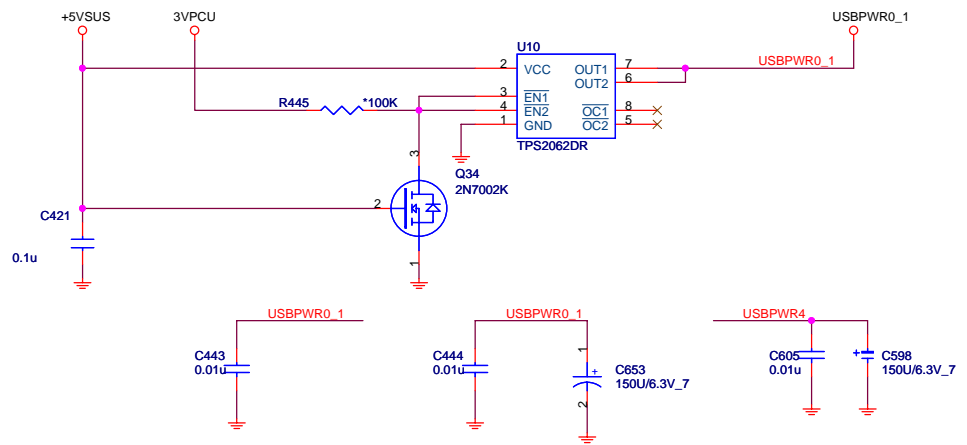 +5VSUS
3VPCU
USBPWR0_1
U10
2 VCC OUT1 7
OUT2 6
USBPWR0_1
3 EN1
4 EN2 OC1 8
1 GND OC2 5
TPS2062DR
R445 *100K
3
Q34
2N7002K
2
1
C421
0.1u
USBPWR0_1
C443
0.01u
USBPWR0_1
C444
0.01u
1
+
C653
150U/6.3V_7
2
USBPWR4
C605
0.01u
+
C598
150U/6.3V_7